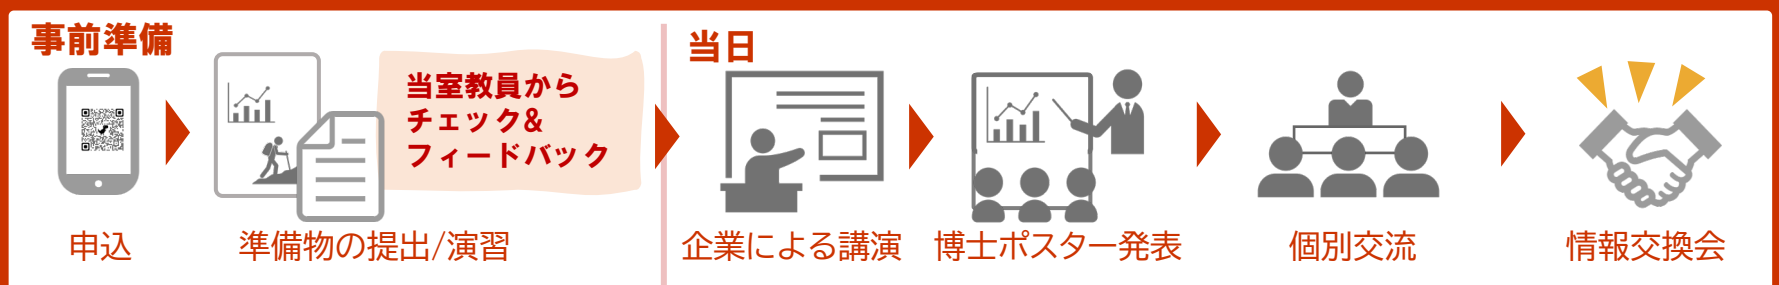 事前準備
当室教員から
チェック&
フィードバック
申込
準備物の提出/演習
当日
企業による講演
博士ポスター発表
個別交流
情報交換会